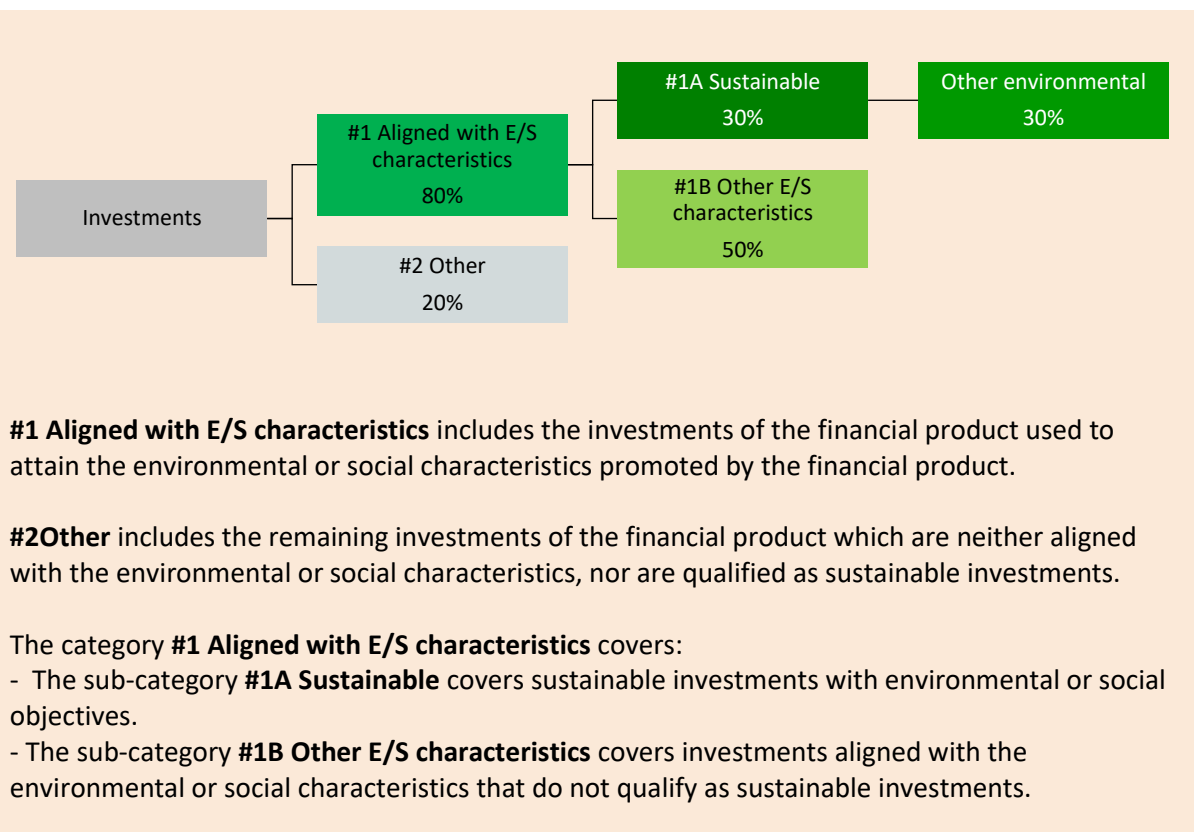 #1A Sustainable
30%
Other environmental
30%
#1 Aligned with E/S
characteristics
80%
#1B Other E/S
characteristics
50%
Investments
#2 Other
20%
#1 Aligned with E/S characteristics includes the investments of the financial product used to
attain the environmental or social characteristics promoted by the financial product.
#2Other includes the remaining investments of the financial product which are neither aligned
with the environmental or social characteristics, nor are qualified as sustainable investments.
The category #1 Aligned with E/S characteristics covers:
- The sub-category #1A Sustainable covers sustainable investments with environmental or social
objectives.
- The sub-category #1B Other E/S characteristics covers investments aligned with the
environmental or social characteristics that do not qualify as sustainable investments.